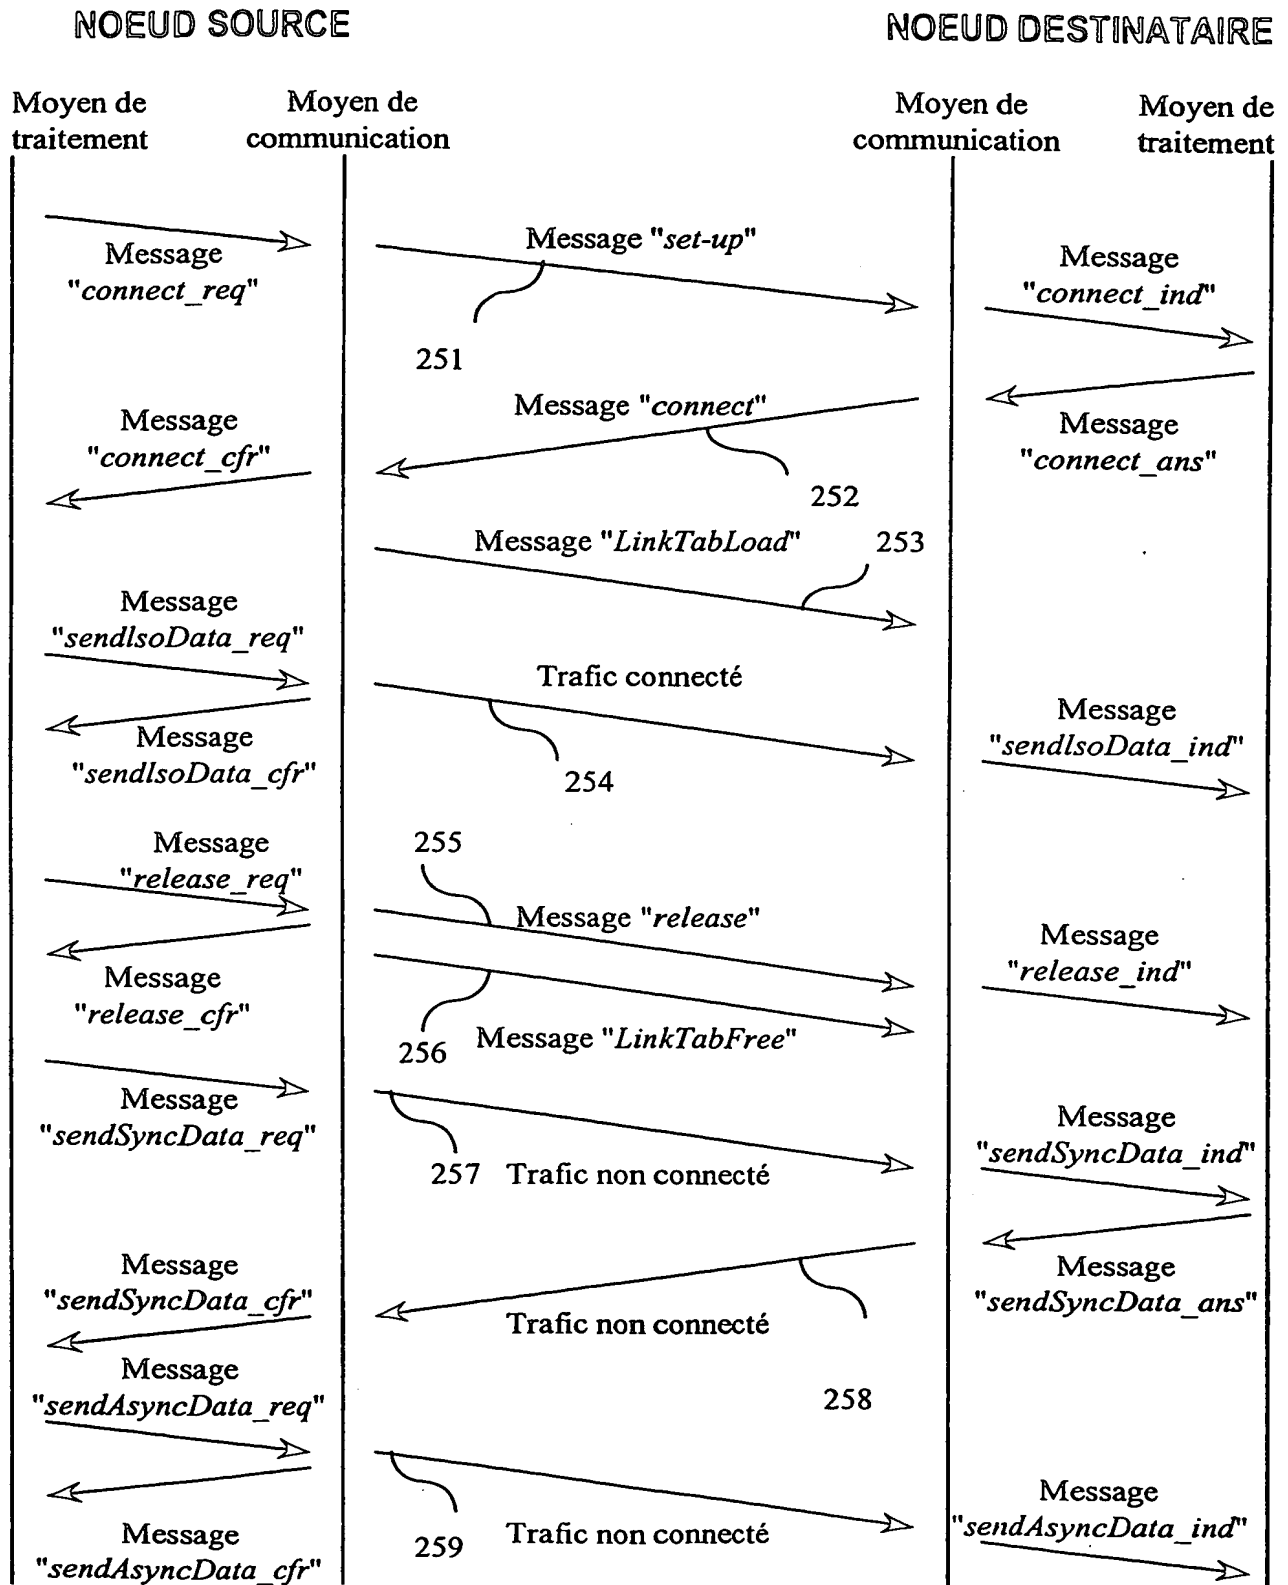 NOEUD SOURCE
NOEUD DESTINATAIRE
Moyen de
traitement
Moyen de
communication
Moyen de
communication
Moyen de
traitement
Message
"connect_req"
Message "set-up"
251
Message
"connect_ind"
Message
"connect_cfr"
Message "connect"
252
Message
"connect_ans"
Message "LinkTabLoad"
253
Message
"sendIsoData_req"
Trafic connecté
254
Message
"sendIsoData_cfr"
Message
"sendIsoData_ind"
Message
"release_req"
255
Message "release"
Message
"release_ind"
Message
"release_cfr"
256
Message "LinkTabFree"
Message
"sendSyncData_req"
257
Trafic non connecté
Message
"sendSyncData_ind"
Message
"sendSyncData_cfr"
Trafic non connecté
258
Message
"sendSyncData_ans"
Message
"sendAsyncData_req"
259
Trafic non connecté
Message
"sendAsyncData_ind"
Message
"sendAsyncData_cfr"